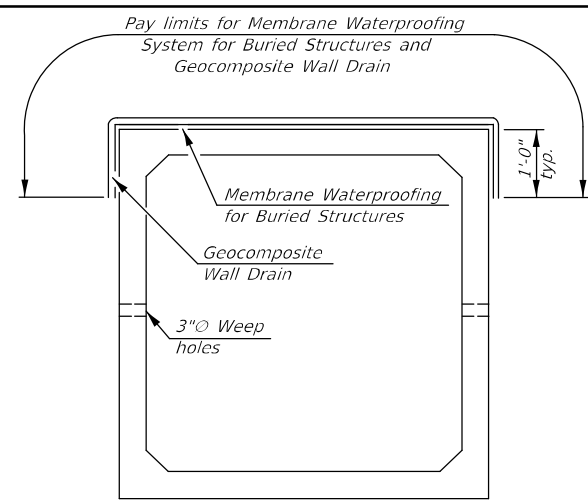 Pay limits for Membrane Waterproofing
System for Buried Structures and
Geocomposite Wall Drain
1'-0"
typ.
Membrane Waterproofing
for Buried Structures
Geocomposite
Wall Drain
3"∅ Weep
holes